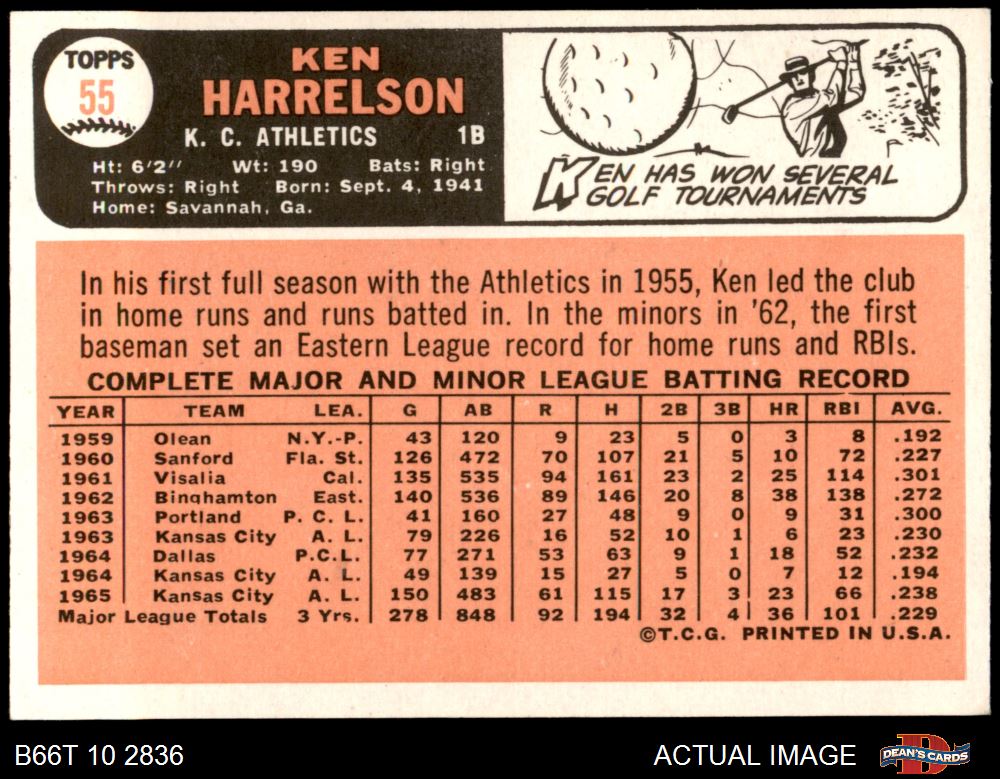 TOPPS
55
KEN
HARRELSON
K. C. ATHLETICS 1B
Ht: 6'2'' Wt: 190 Bats: Right
Throws: Right Born: Sept. 4, 1941
Home: Savannah, Ga.
KEN HAS WON SEVERAL
GOLF TOURNAMENTS
In his first full season with the Athletics in 1955, Ken led the club
in home runs and runs batted in. In the minors in '62, the first
baseman set an Eastern League record for home runs and RBIs.
COMPLETE MAJOR AND MINOR LEAGUE BATTING RECORD
YEAR TEAM LEA. G AB R H 2B 3B HR RBI AVG.
1959 Olean N.Y.-P. 43 120 9 23 5 0 3 8 .192
1960 Sanford Fla. St. 126 472 70 107 21 5 10 72 .227
1961 Visalia Cal. 135 535 94 161 23 2 25 114 .301
1962 Binghamton East. 140 536 89 146 20 8 38 138 .272
1963 Portland P. C. L. 41 160 27 48 9 0 9 31 .300
1963 Kansas City A. L. 79 226 16 52 10 1 6 23 .230
1964 Dallas P.C.L. 77 271 53 63 9 1 18 52 .232
1964 Kansas City A. L. 49 139 15 27 5 0 7 12 .194
1965 Kansas City A. L. 150 483 61 115 17 3 23 66 .238
Major League Totals 3 Yrs. 278 848 92 194 32 4 36 101 .229
©T.C.G. PRINTED IN U.S.A.
B66T 10 2836 ACTUAL IMAGE DEAN'S CARDS